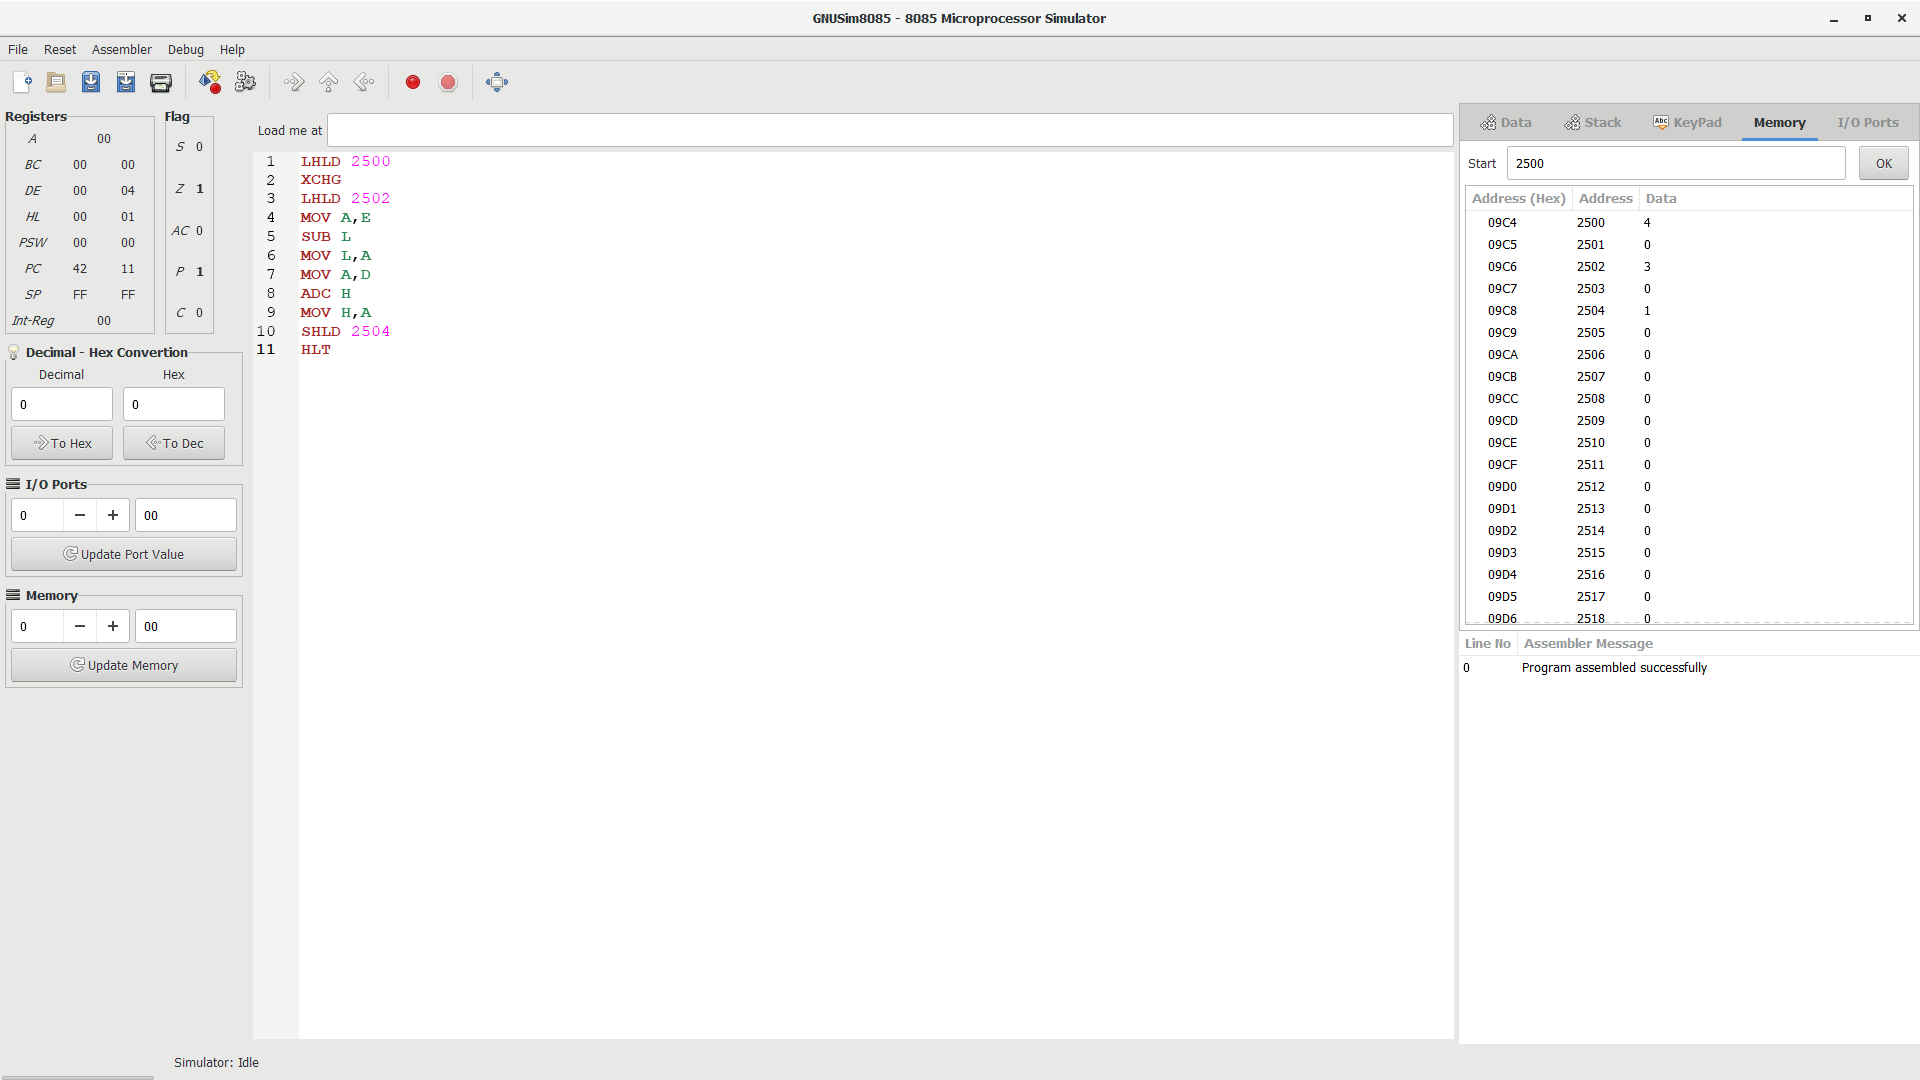 GNUSim8085 - 8085 Microprocessor Simulator
File Reset Assembler Debug Help
Registers
A 00
BC 00 00
DE 00 04
HL 00 01
PSW 00 00
PC 42 11
SP FF FF
Int-Reg 00
Flag
S 0
Z 1
AC 0
P 1
C 0
Decimal - Hex Convertion
Decimal Hex
0 0
To Hex To Dec
I/O Ports
0 − + 00
Update Port Value
Memory
0 − + 00
Update Memory
Load me at
1 LHLD 2500
2 XCHG
3 LHLD 2502
4 MOV A,E
5 SUB L
6 MOV L,A
7 MOV A,D
8 ADC H
9 MOV H,A
10 SHLD 2504
11 HLT
Data Stack Abc KeyPad Memory I/O Ports
Start 2500 OK
Address (Hex) Address Data
09C4 2500 4
09C5 2501 0
09C6 2502 3
09C7 2503 0
09C8 2504 1
09C9 2505 0
09CA 2506 0
09CB 2507 0
09CC 2508 0
09CD 2509 0
09CE 2510 0
09CF 2511 0
09D0 2512 0
09D1 2513 0
09D2 2514 0
09D3 2515 0
09D4 2516 0
09D5 2517 0
09D6 2518 0
Line No Assembler Message
0 Program assembled successfully
Simulator: Idle